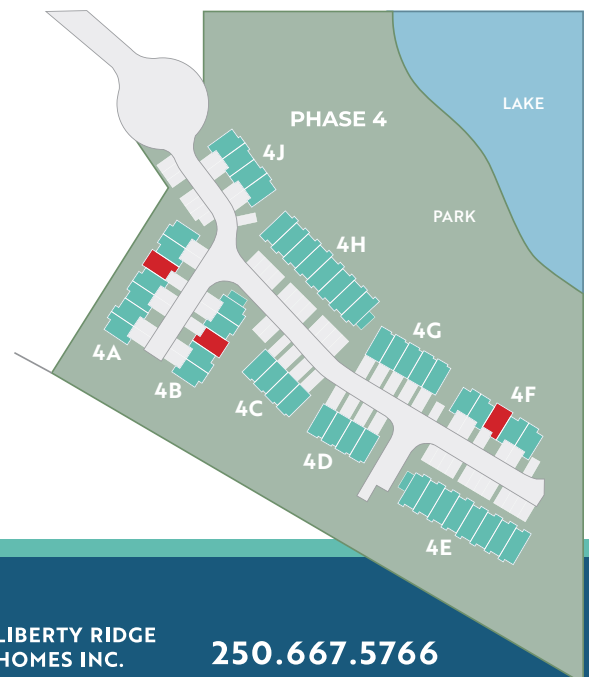 LAKE
PHASE 4
4J
PARK
4H
4G
4A
4B
4C
4F
4D
4E
LIBERTY RIDGE
HOMES INC.
250.667.5766